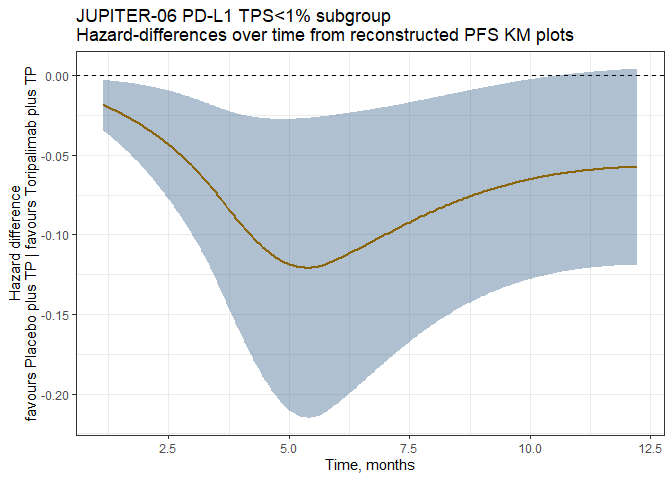 JUPITER-06 PD-L1 TPS<1% subgroup
Hazard-differences over time from reconstructed PFS KM plots
Hazard difference
favours Placebo plus TP | favours Toripalimab plus TP
0.00
-0.05
-0.10
-0.15
-0.20
2.5
5.0
7.5
10.0
12.5
Time, months